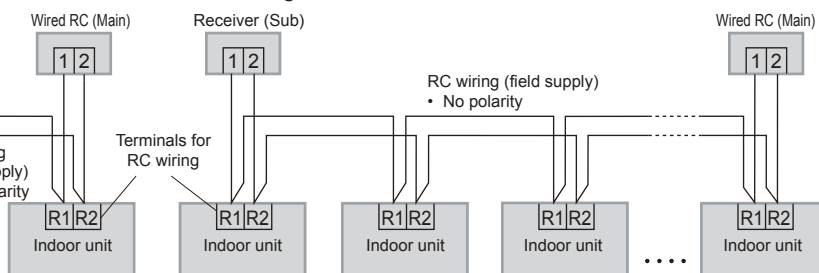 Wired RC (Main)
Receiver (Sub)
Wired RC (Main)
1 2
1 2
1 2
RC wiring (field supply)
• No polarity
Terminals for
RC wiring
R1 R2
R1 R2
R1 R2
R1 R2
R1 R2
Indoor unit
Indoor unit
Indoor unit
Indoor unit
Indoor unit